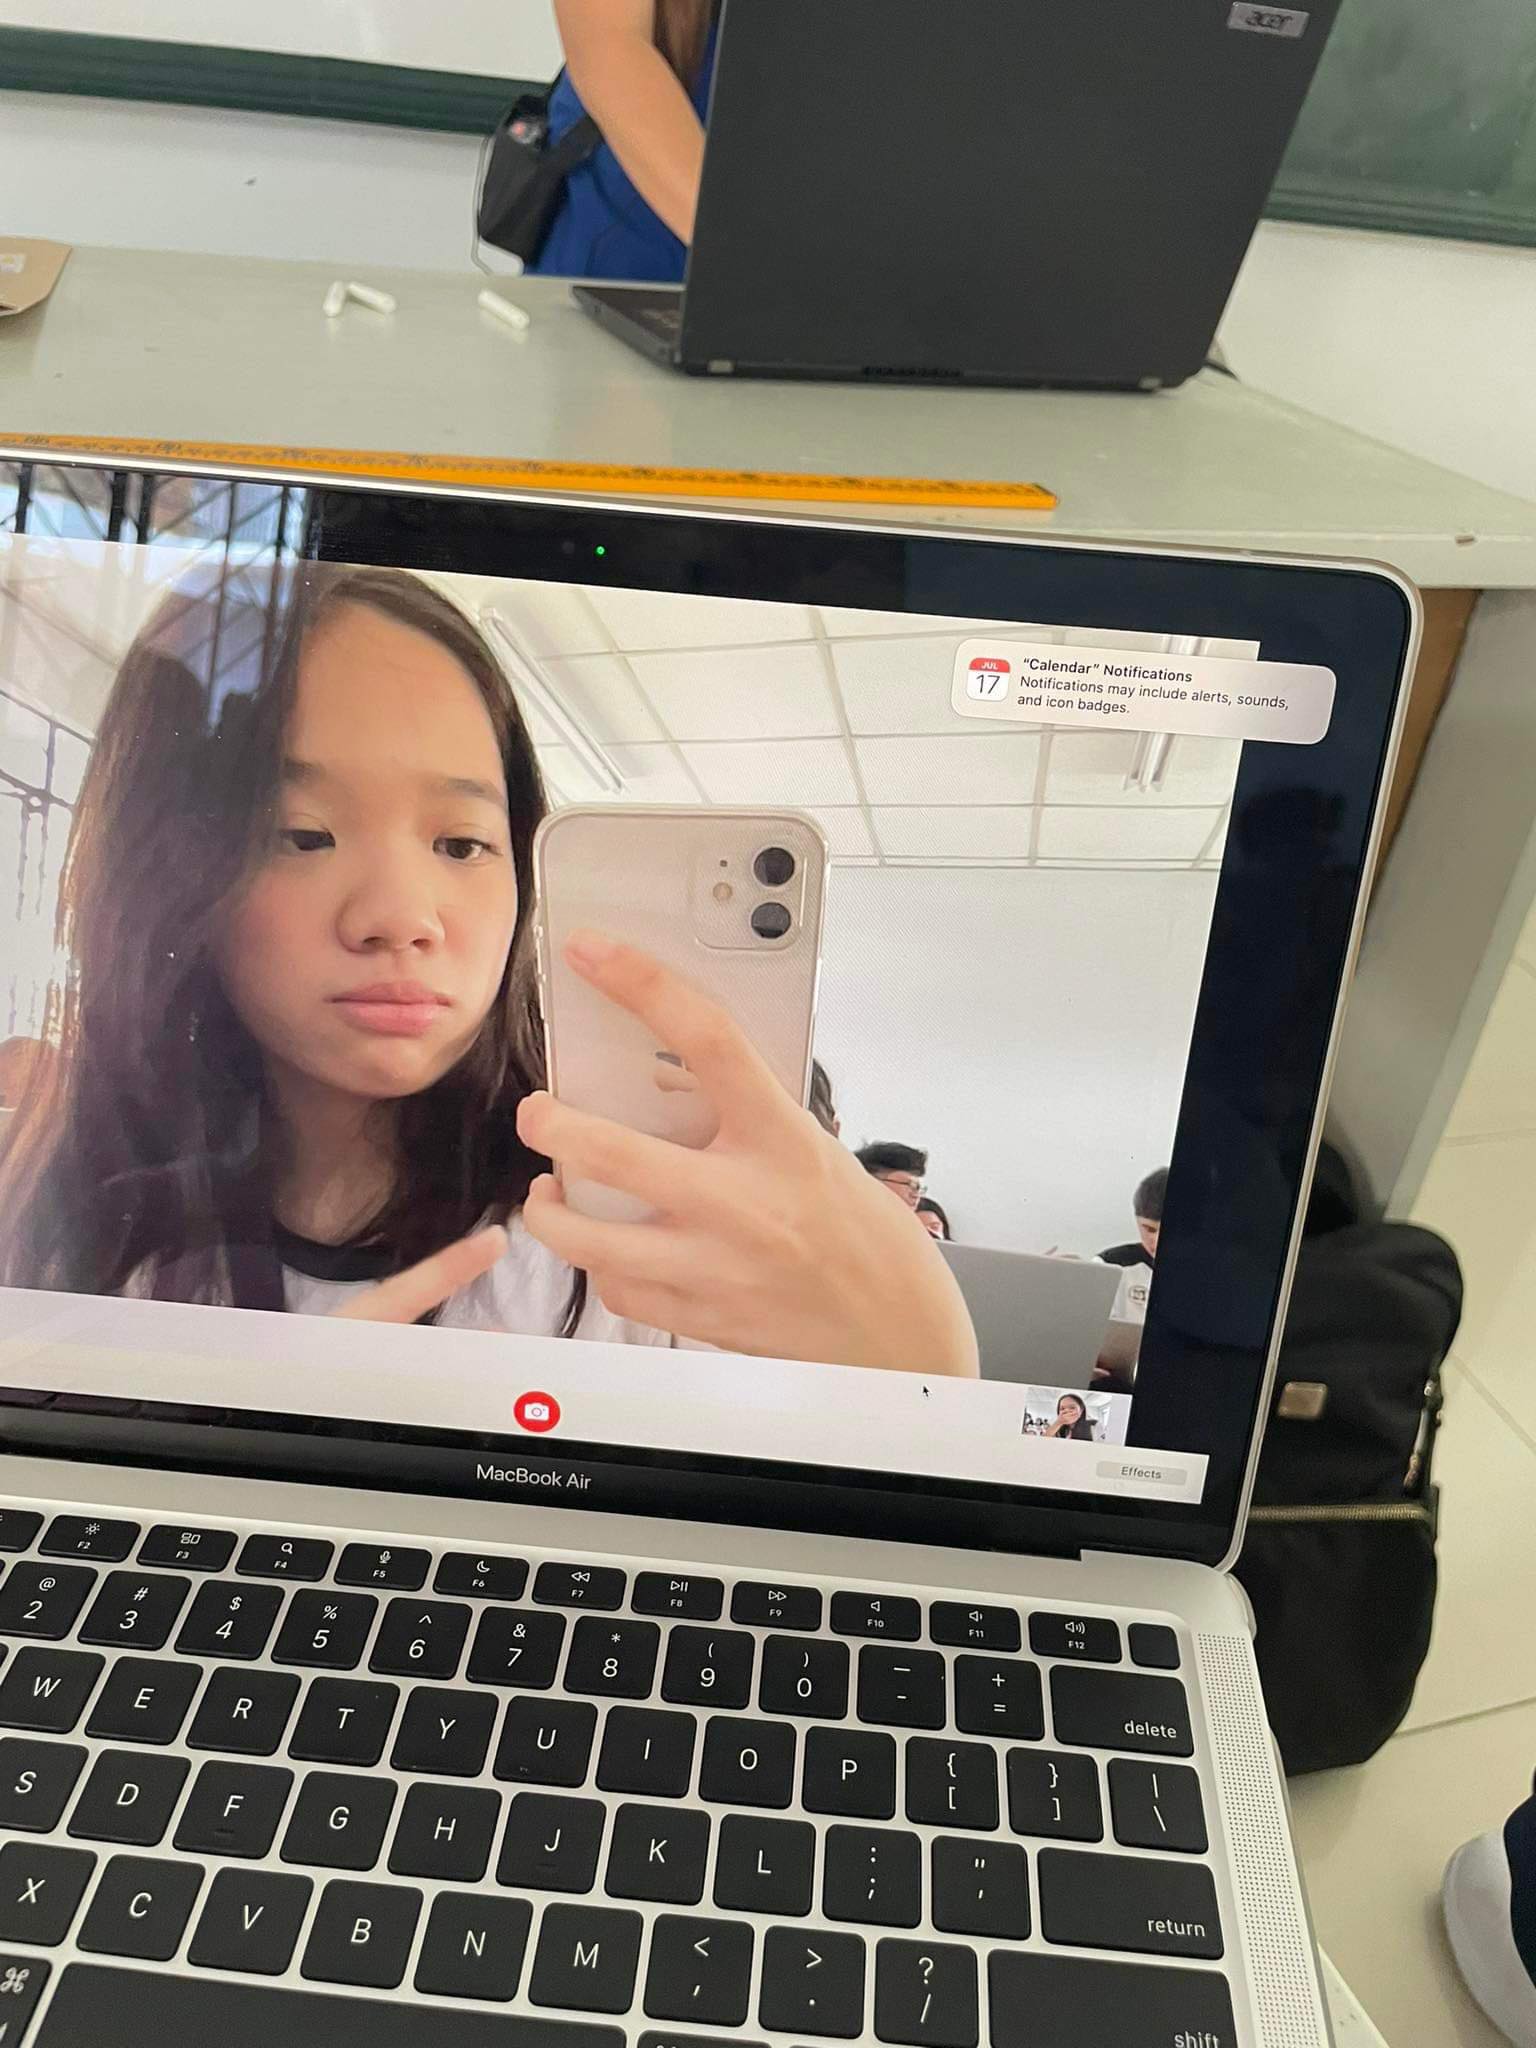 acer
JUL
17
"Calendar" Notifications
Notifications may include alerts, sounds,
and icon badges.
Effects
MacBook Air
F2
F3
F4
F5
F6
F7
F8
F9
F10
F11
F12
@ # $ % ^ & * ( ) _ +
2 3 4 5 6 7 8 9 0 - =
delete
W E R T Y U I O P { } |
[ ] \
S D F G H J K L : "
; '
return
X C V B N M < > ?
, . /
shift
⌘